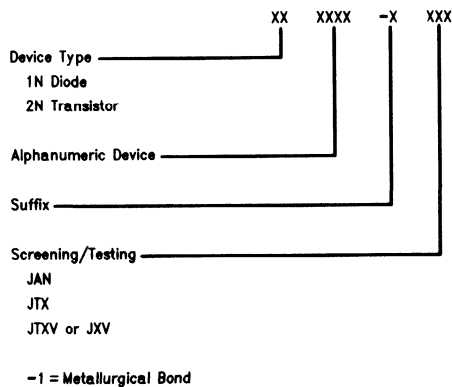 XX XXXX -X XXX
Device Type
1N Diode
2N Transistor
Alphanumeric Device
Suffix
Screening/Testing
JAN
JTX
JTXV or JXV
-1 = Metallurgical Bond